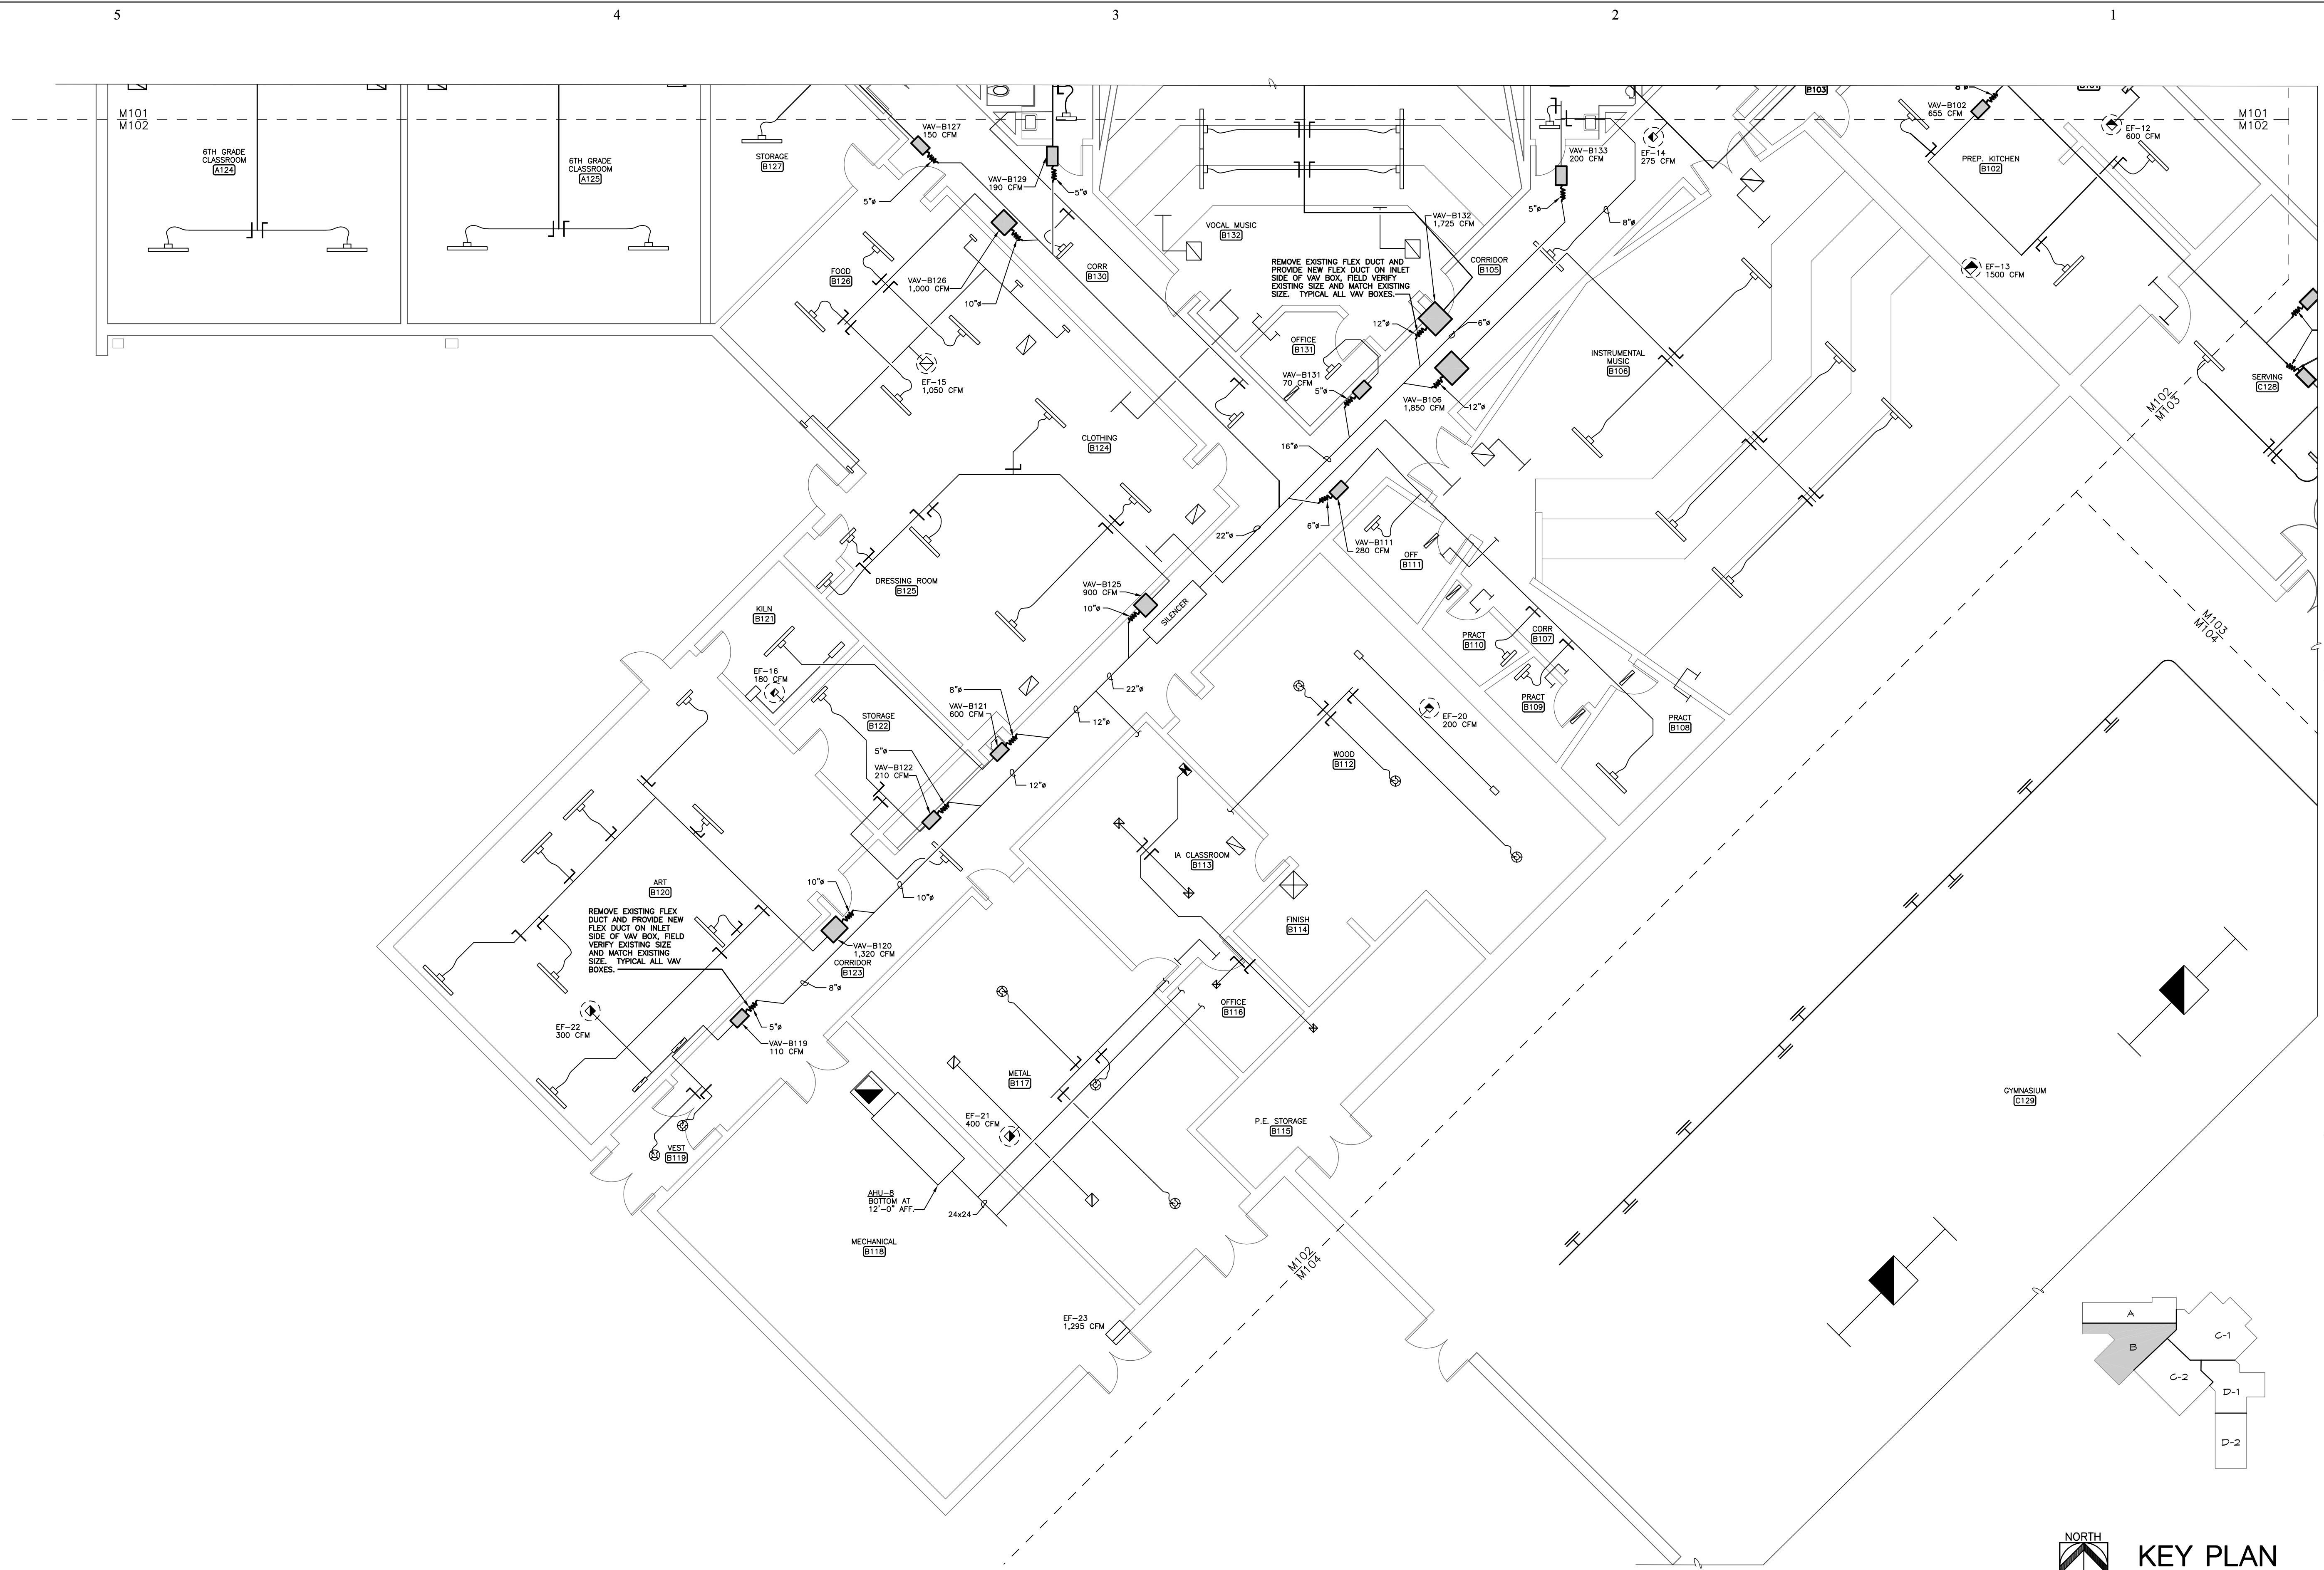 5
4
3
2
1
M101
M102
6TH GRADE
CLASSROOM
A124
6TH GRADE
CLASSROOM
A125
STORAGE
B127
VAV-B127
150 CFM
5"ø
VAV-B129
190 CFM
5"ø
VOCAL MUSIC
B132
VAV-B132
1,725 CFM
VAV-B133
200 CFM
5"ø
EF-14
275 CFM
8"ø
B103
VAV-B102
655 CFM
8"ø
EF-12
600 CFM
M101
M102
PREP. KITCHEN
B102
EF-13
1500 CFM
FOOD
B126
VAV-B126
1,000 CFM
10"ø
CORR
B130
REMOVE EXISTING FLEX DUCT AND
PROVIDE NEW FLEX DUCT ON INLET
SIDE OF VAV BOX, FIELD VERIFY
EXISTING SIZE AND MATCH EXISTING
SIZE. TYPICAL ALL VAV BOXES.
CORRIDOR
B105
12"ø
6"ø
OFFICE
B131
VAV-B131
70 CFM
5"ø
VAV-B106
1,850 CFM
12"ø
INSTRUMENTAL
MUSIC
B106
SERVING
C128
M102
M103
EF-15
1,050 CFM
CLOTHING
B124
16"ø
22"ø
6"ø
VAV-B111
280 CFM
OFF
B111
DRESSING ROOM
B125
VAV-B125
900 CFM
10"ø
SILENCER
KILN
B121
PRACT
B110
CORR
B107
M103
M104
EF-16
180 CFM
8"ø
VAV-B121
600 CFM
22"ø
12"ø
STORAGE
B122
PRACT
B109
EF-20
200 CFM
PRACT
B108
5"ø
VAV-B122
210 CFM
12"ø
WOOD
B112
IA CLASSROOM
B113
ART
B120
REMOVE EXISTING FLEX
DUCT AND PROVIDE NEW
FLEX DUCT ON INLET
SIDE OF VAV BOX, FIELD
VERIFY EXISTING SIZE
AND MATCH EXISTING
SIZE. TYPICAL ALL VAV
BOXES.
10"ø
10"ø
VAV-B120
1,320 CFM
CORRIDOR
B123
8"ø
FINISH
B114
OFFICE
B116
EF-22
300 CFM
5"ø
VAV-B119
110 CFM
METAL
B117
EF-21
400 CFM
P.E. STORAGE
B115
GYMNASIUM
C129
VEST
B119
AHU-8
BOTTOM AT
12'-0" AFF.
24x24
MECHANICAL
B118
M102
M104
EF-23
1,295 CFM
A
B
C-1
C-2
D-1
D-2
NORTH
KEY PLAN